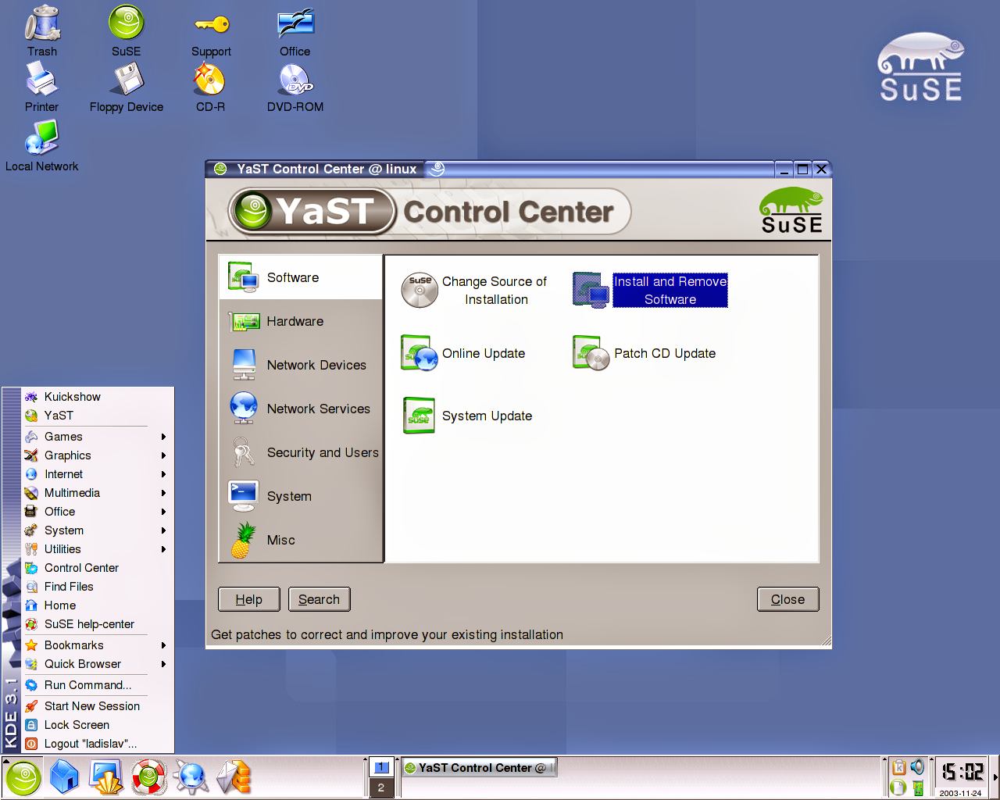 Trash
SuSE
Support
Office
Printer
Floppy Device
CD-R
DVD
DVD-ROM
Local Network
SuSE
YaST Control Center @ linux
YaST Control Center
SuSE
Software
Hardware
Network Devices
Network Services
Security and Users
System
Misc
SuSE
Change Source of
Installation
Install and Remove
Software
Online Update
Patch CD Update
SuSE
System Update
Help
Search
Close
Get patches to correct and improve your existing installation
Kuickshow
YaST
Games
Graphics
Internet
Multimedia
Office
System
Utilities
Control Center
Find Files
Home
SuSE help-center
Bookmarks
Quick Browser
Run Command...
Start New Session
Lock Screen
Logout "ladislav"...
KDE 3.1
1
2
YaST Control Center @
15:02
2003-11-24